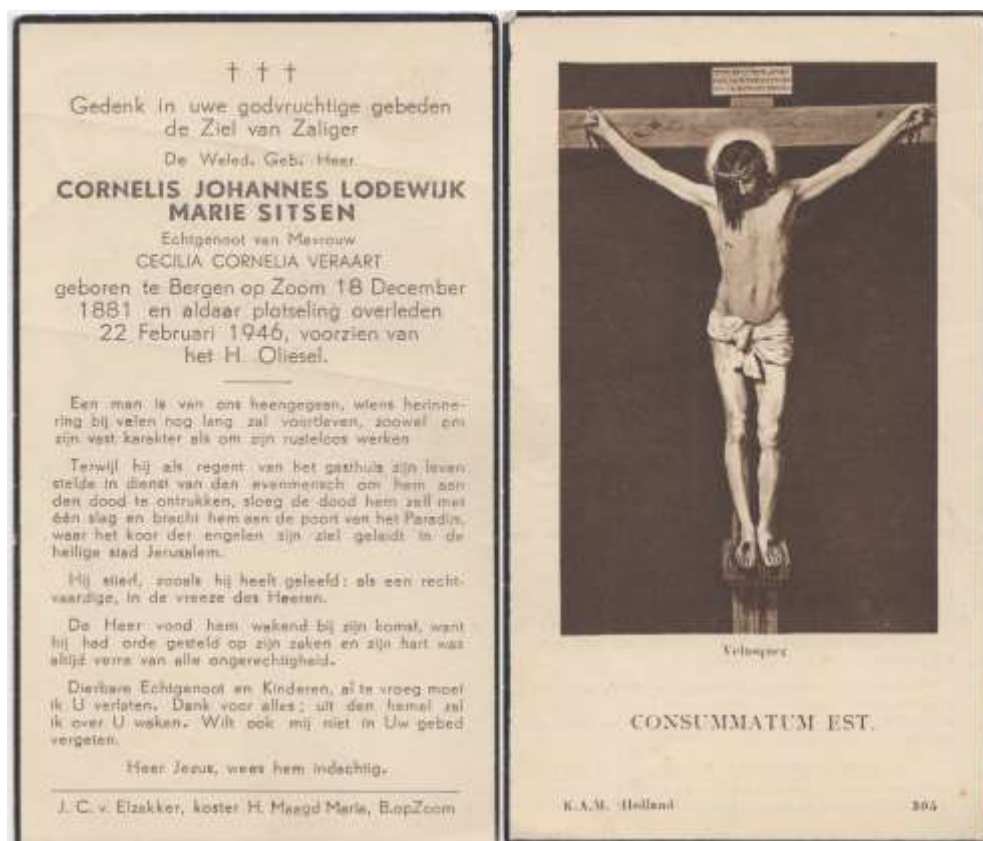 † † †
Gedenk in uwe godvruchtige gebeden
de Ziel van Zaliger
De Weled. Geb. Heer
CORNELIS JOHANNES LODEWIJK
MARIE SITSEN
Echtgenoot van Mevrouw
CECILIA CORNELIA VERAART
geboren te Bergen op Zoom 18 December
1881 en aldaar plotseling overleden
22 Februari 1946, voorzien van
het H. Oliesel.
Een man is van ons heengegaan, wiens herinne-
ring bij velen nog lang zal voortleven, zoowel om
zijn vast karakter als om zijn rusteloos werken
Terwijl hij als regent van het gasthuis zijn leven
stelde in dienst van den evenmensch om hem aan
den dood te ontrukken, sloeg de dood hem zelf met
één slag en bracht hem aan de poort van het Paradijs,
waar het koor der engelen zijn ziel geleidt in de
heilige stad Jerusalem.
Hij stierf, zooals hij heeft geleefd: als een recht-
vaardige, in de vreeze des Heeren.
De Heer vond hem wakend bij zijn komst, want
hij had orde gesteld op zijn zaken en zijn hart was
altijd verre van alle ongerechtigheid.
Dierbare Echtgenoot en Kinderen, al te vroeg moet
ik U verlaten. Dank voor alles; uit den hemel zal
ik over U waken. Wilt ook mij niet in Uw gebed
vergeten.
Heer Jezus, wees hem indachtig.
J. C. v. Elzakker, koster H. Maagd Maria, B.opZoom
Velasquez
CONSUMMATUM EST.
K.A.M. Holland 305